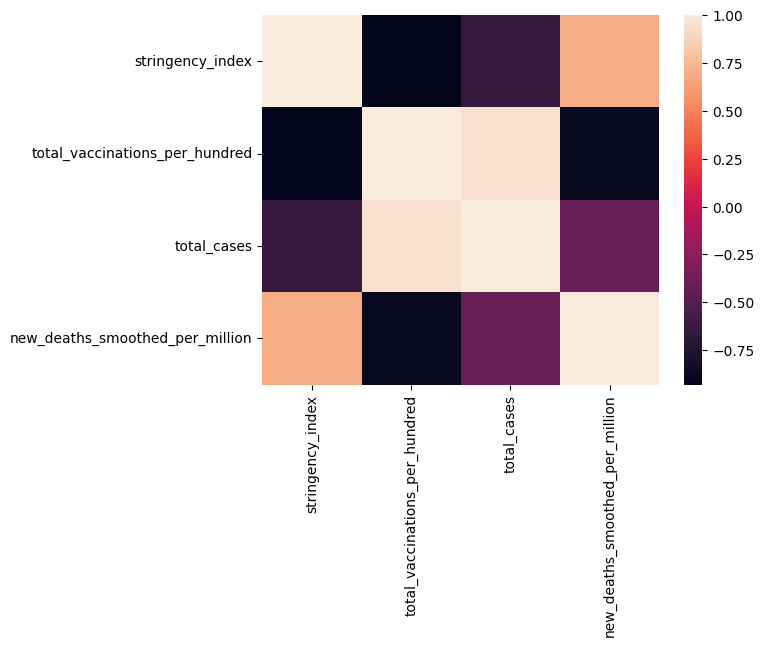 stringency_index
total_vaccinations_per_hundred
total_cases
new_deaths_smoothed_per_million
stringency_index
total_vaccinations_per_hundred
total_cases
new_deaths_smoothed_per_million
1.00
0.75
0.50
0.25
0.00
−0.25
−0.50
−0.75